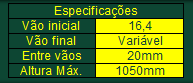 Especificações
Vão inicial 16,4
Vão final Variável
Entre vãos 20mm
Altura Máx. 1050mm